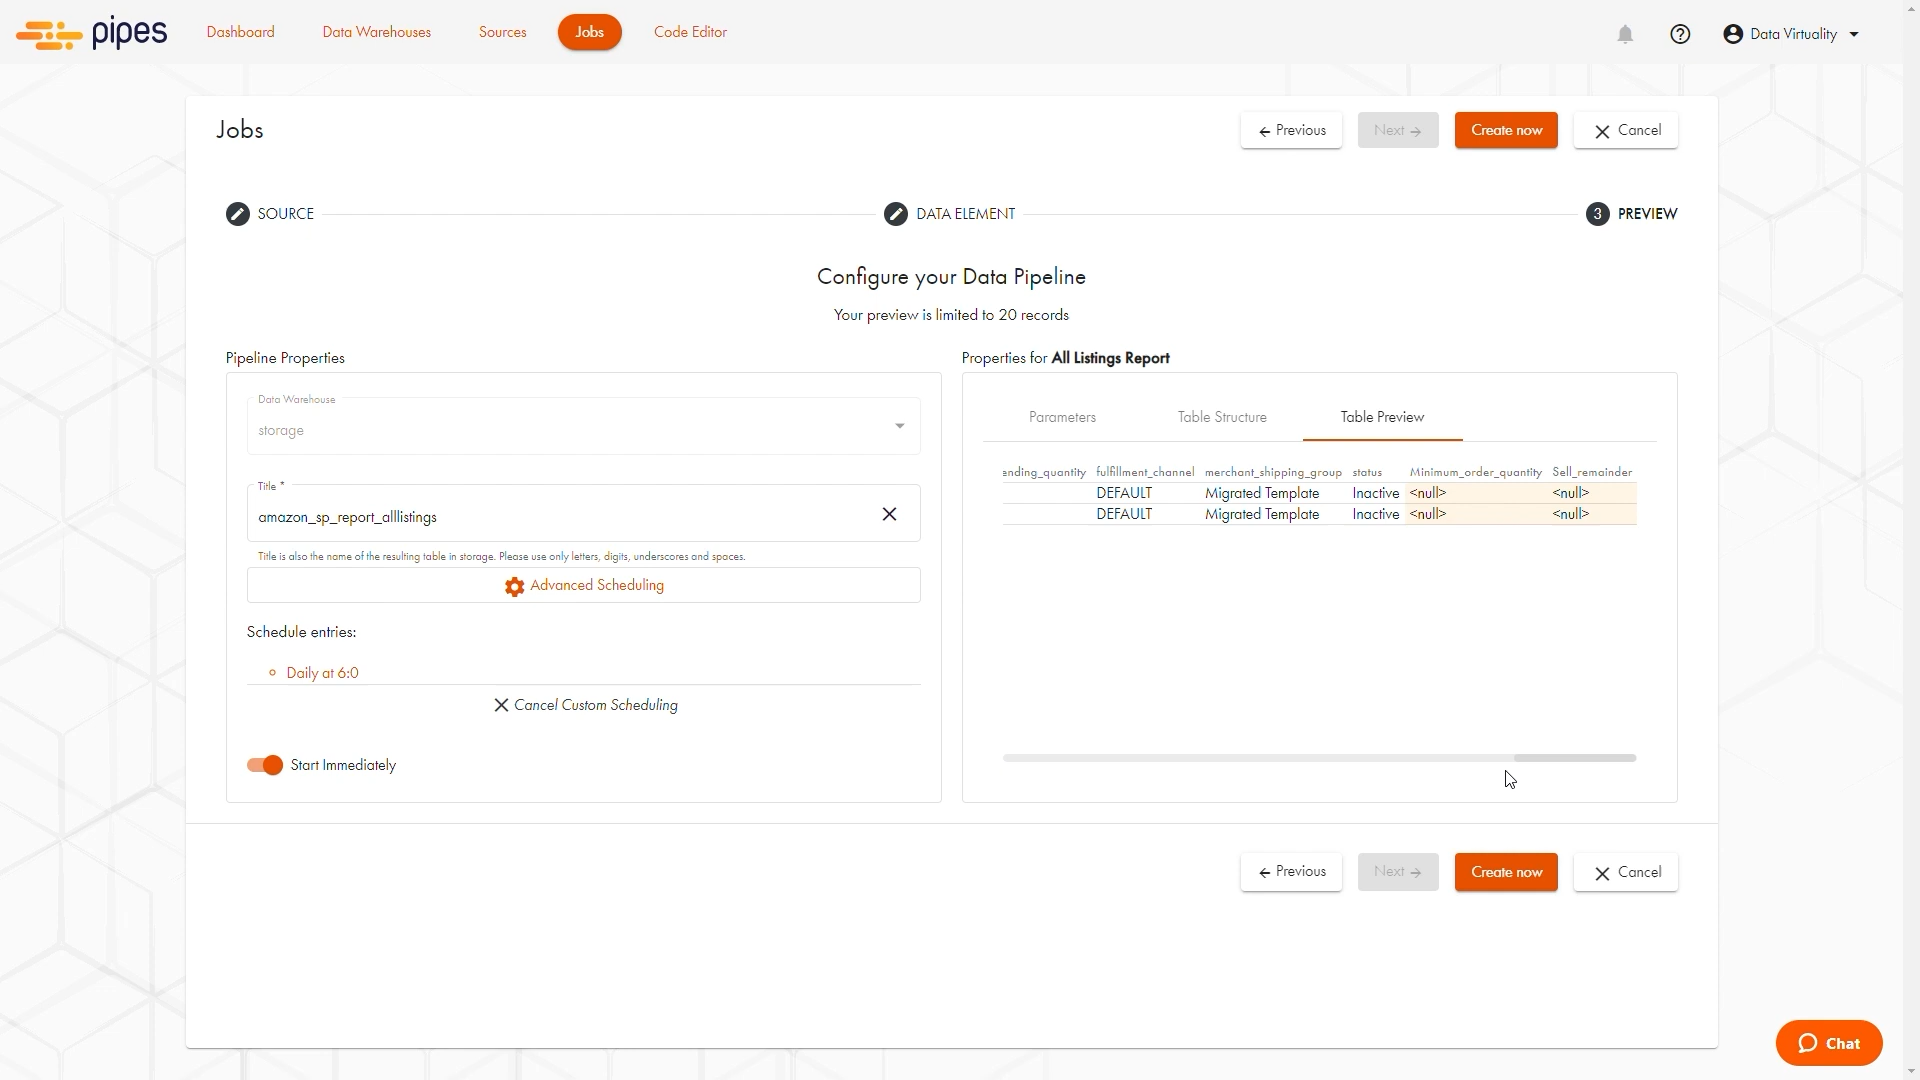 pipes Dashboard Data Warehouses Sources Jobs Code Editor Data Virtuality
Jobs
Previous Next Create now Cancel
SOURCE DATA ELEMENT 3 PREVIEW
Configure your Data Pipeline
Your preview is limited to 20 records
Pipeline Properties
Data Warehouse
storage
Title *
amazon_sp_report_alllistings
Title is also the name of the resulting table in storage. Please use only letters, digits, underscores and spaces.
Advanced Scheduling
Schedule entries:
Daily at 6:0
Cancel Custom Scheduling
Start Immediately
Properties for All Listings Report
Parameters Table Structure Table Preview
ending_quantity fulfillment_channel merchant_shipping_group status Minimum_order_quantity Sell_remainder
DEFAULT Migrated Template Inactive <null> <null>
DEFAULT Migrated Template Inactive <null> <null>
Previous Next Create now Cancel
Chat